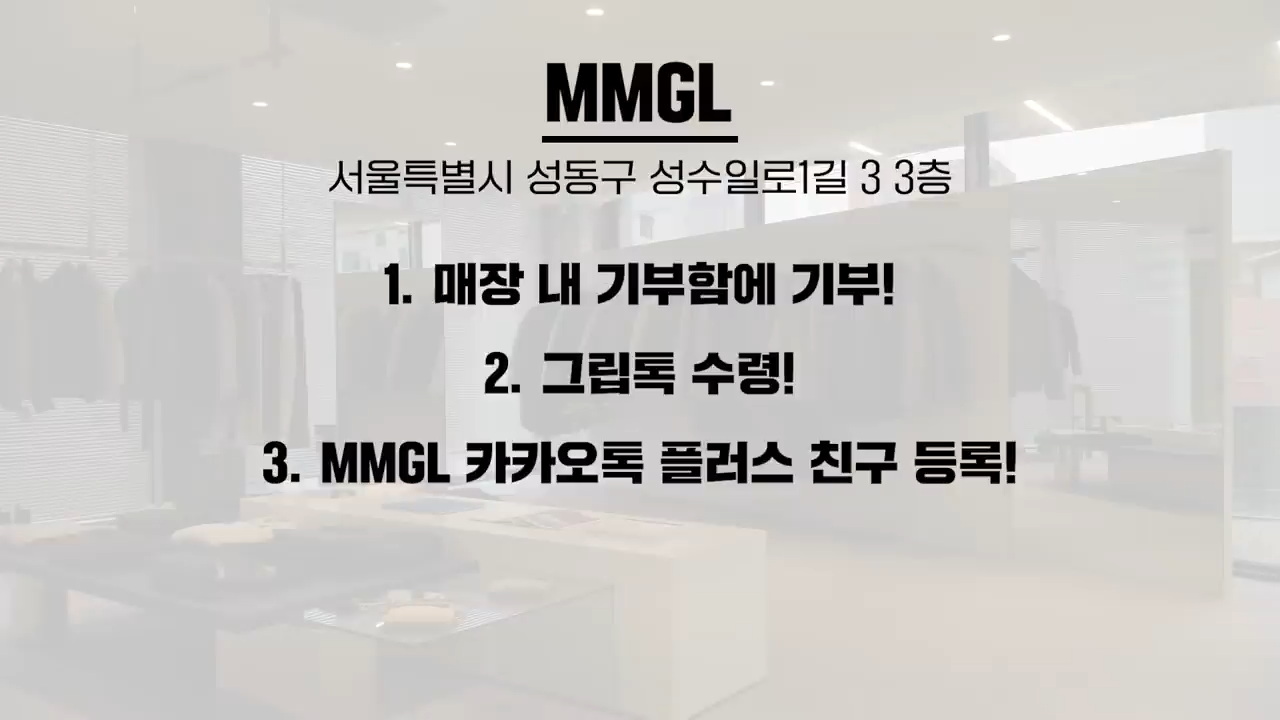 MMGL
서울특별시 성동구 성수일로1길 3 3층
1. 매장 내 기부함에 기부!
2. 그립톡 수령!
3. MMGL 카카오톡 플러스 친구 등록!